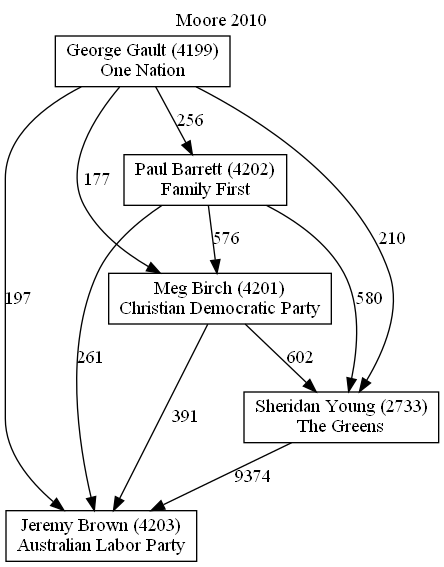 Moore 2010
George Gault (4199)
One Nation
256
Paul Barrett (4202)
Family First
177
576
210
Meg Birch (4201)
Christian Democratic Party
197
580
261
602
391
Sheridan Young (2733)
The Greens
9374
Jeremy Brown (4203)
Australian Labor Party